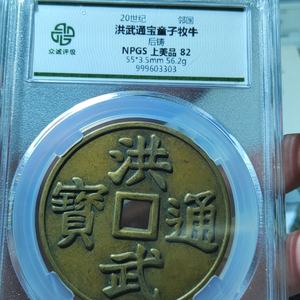 20世纪 邻国
洪武通宝童子牧牛
后铸
NPGS 上美品 82
55*3.5mm 56.2g
999603303
众诚评级
洪
寶 通
武